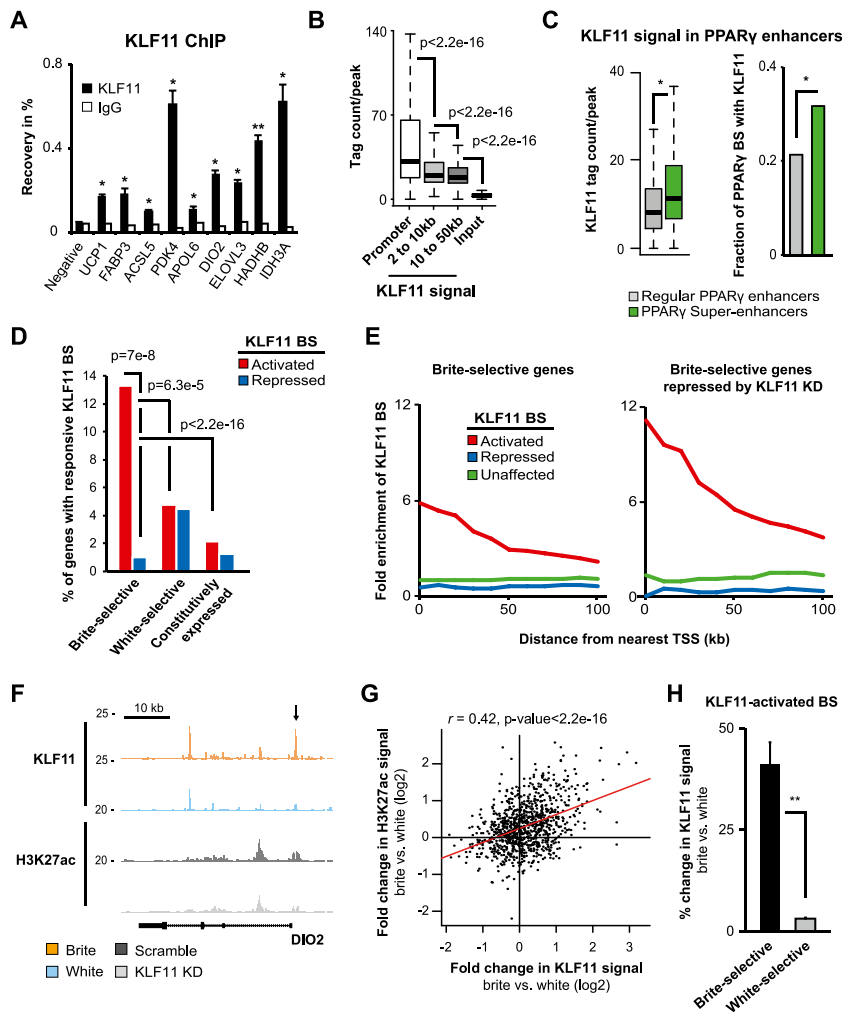 A
KLF11 ChIP
KLF11
IgG
Recovery in %
0.8
0.4
0
*
*
*
*
*
*
*
**
*
Negative
UCP1
FABP3
ACSL5
PDK4
APOL6
DIO2
ELOVL3
HADHB
IDH3A
B
Tag count/peak
140
70
0
p<2.2e-16
p<2.2e-16
p<2.2e-16
Promoter
2 to 10kb
10 to 50kb
Input
KLF11 signal
C
KLF11 signal in PPARγ enhancers
KLF11 tag count/peak
40
20
0
*
Fraction of PPARγ BS with KLF11
0.4
0.2
0
*
Regular PPARγ enhancers
PPARγ Super-enhancers
D
KLF11 BS
Activated
Repressed
% of genes with responsive KLF11 BS
14
12
10
8
6
4
2
0
p=7e-8
p=6.3e-5
p<2.2e-16
Brite-selective
White-selective
Constitutively
expressed
E
Brite-selective genes
Brite-selective genes
repressed by KLF11 KD
KLF11 BS
Activated
Repressed
Unaffected
Fold enrichment of KLF11 BS
12
6
0
0
50
100
12
6
0
0
50
100
Distance from nearest TSS (kb)
F
10 kb
KLF11
25
25
20
H3K27ac
20
DIO2
Brite
White
Scramble
KLF11 KD
G
r = 0.42, p-value<2.2e-16
Fold change in H3K27ac signal
brite vs. white (log2)
2
1
0
-1
-2
-2
-1
0
1
2
3
Fold change in KLF11 signal
brite vs. white (log2)
H
KLF11-activated BS
% change in KLF11 signal
brite vs. white
50
25
0
**
Brite-selective
White-selective